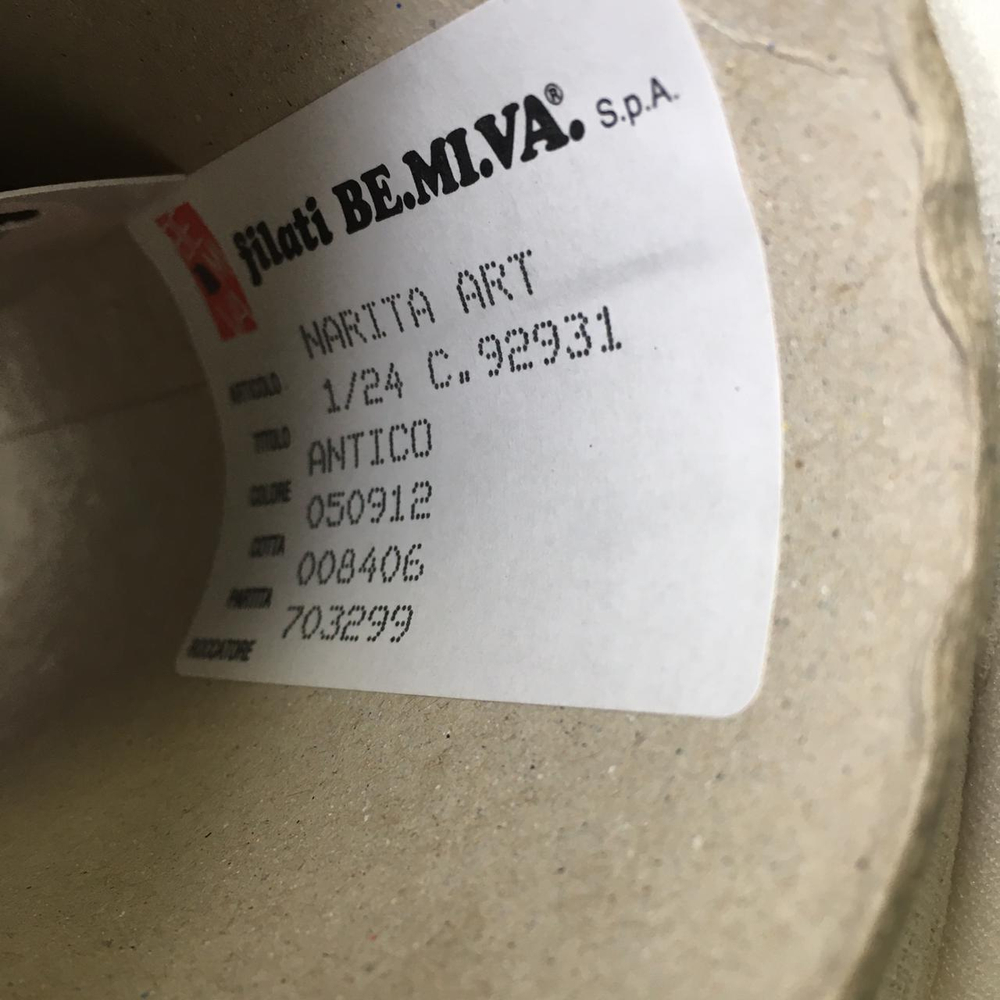 filati BE.MI.VA.® S.p.A.
ARTICOLO NARITA ART
TITOLO 1/24 C.92931
COLORE ANTICO
COTTA 050912
PARTITA 008406
ROCCATORE 703299